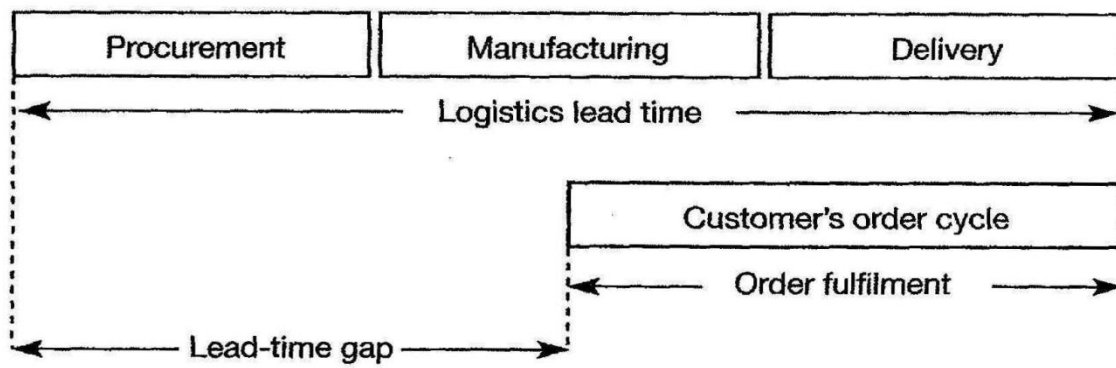 Procurement Manufacturing Delivery
Logistics lead time
Customer's order cycle
Order fulfilment
Lead-time gap